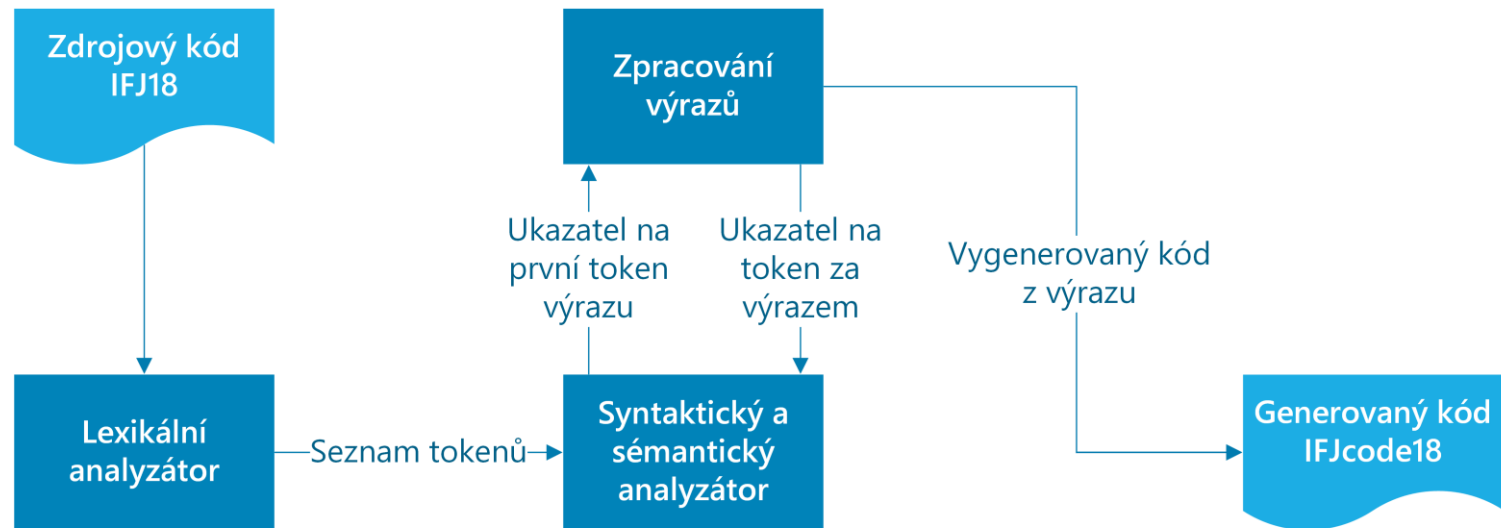 Zdrojový kód
IFJ18
Zpracování
výrazů
Ukazatel na
první token
výrazu
Ukazatel na
token za
výrazem
Vygenerovaný kód
z výrazu
Lexikální
analyzátor
Seznam tokenů
Syntaktický a
sémantický
analyzátor
Generovaný kód
IFJcode18